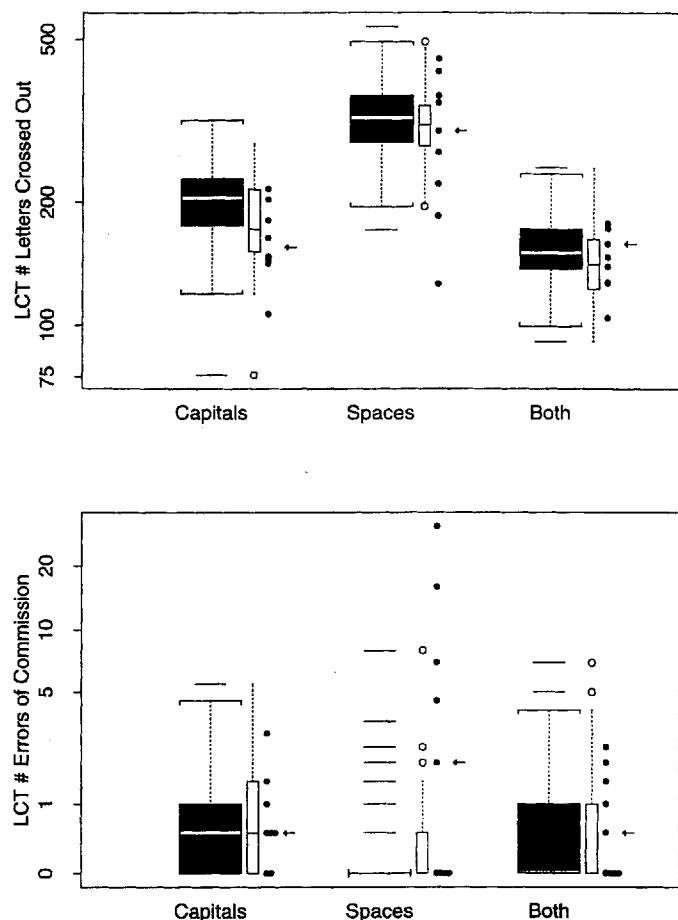 LCT # Letters Crossed Out
500
200
100
75
Capitals Spaces Both
LCT # Errors of Commission
20
10
5
1
0
Capitals Spaces Both